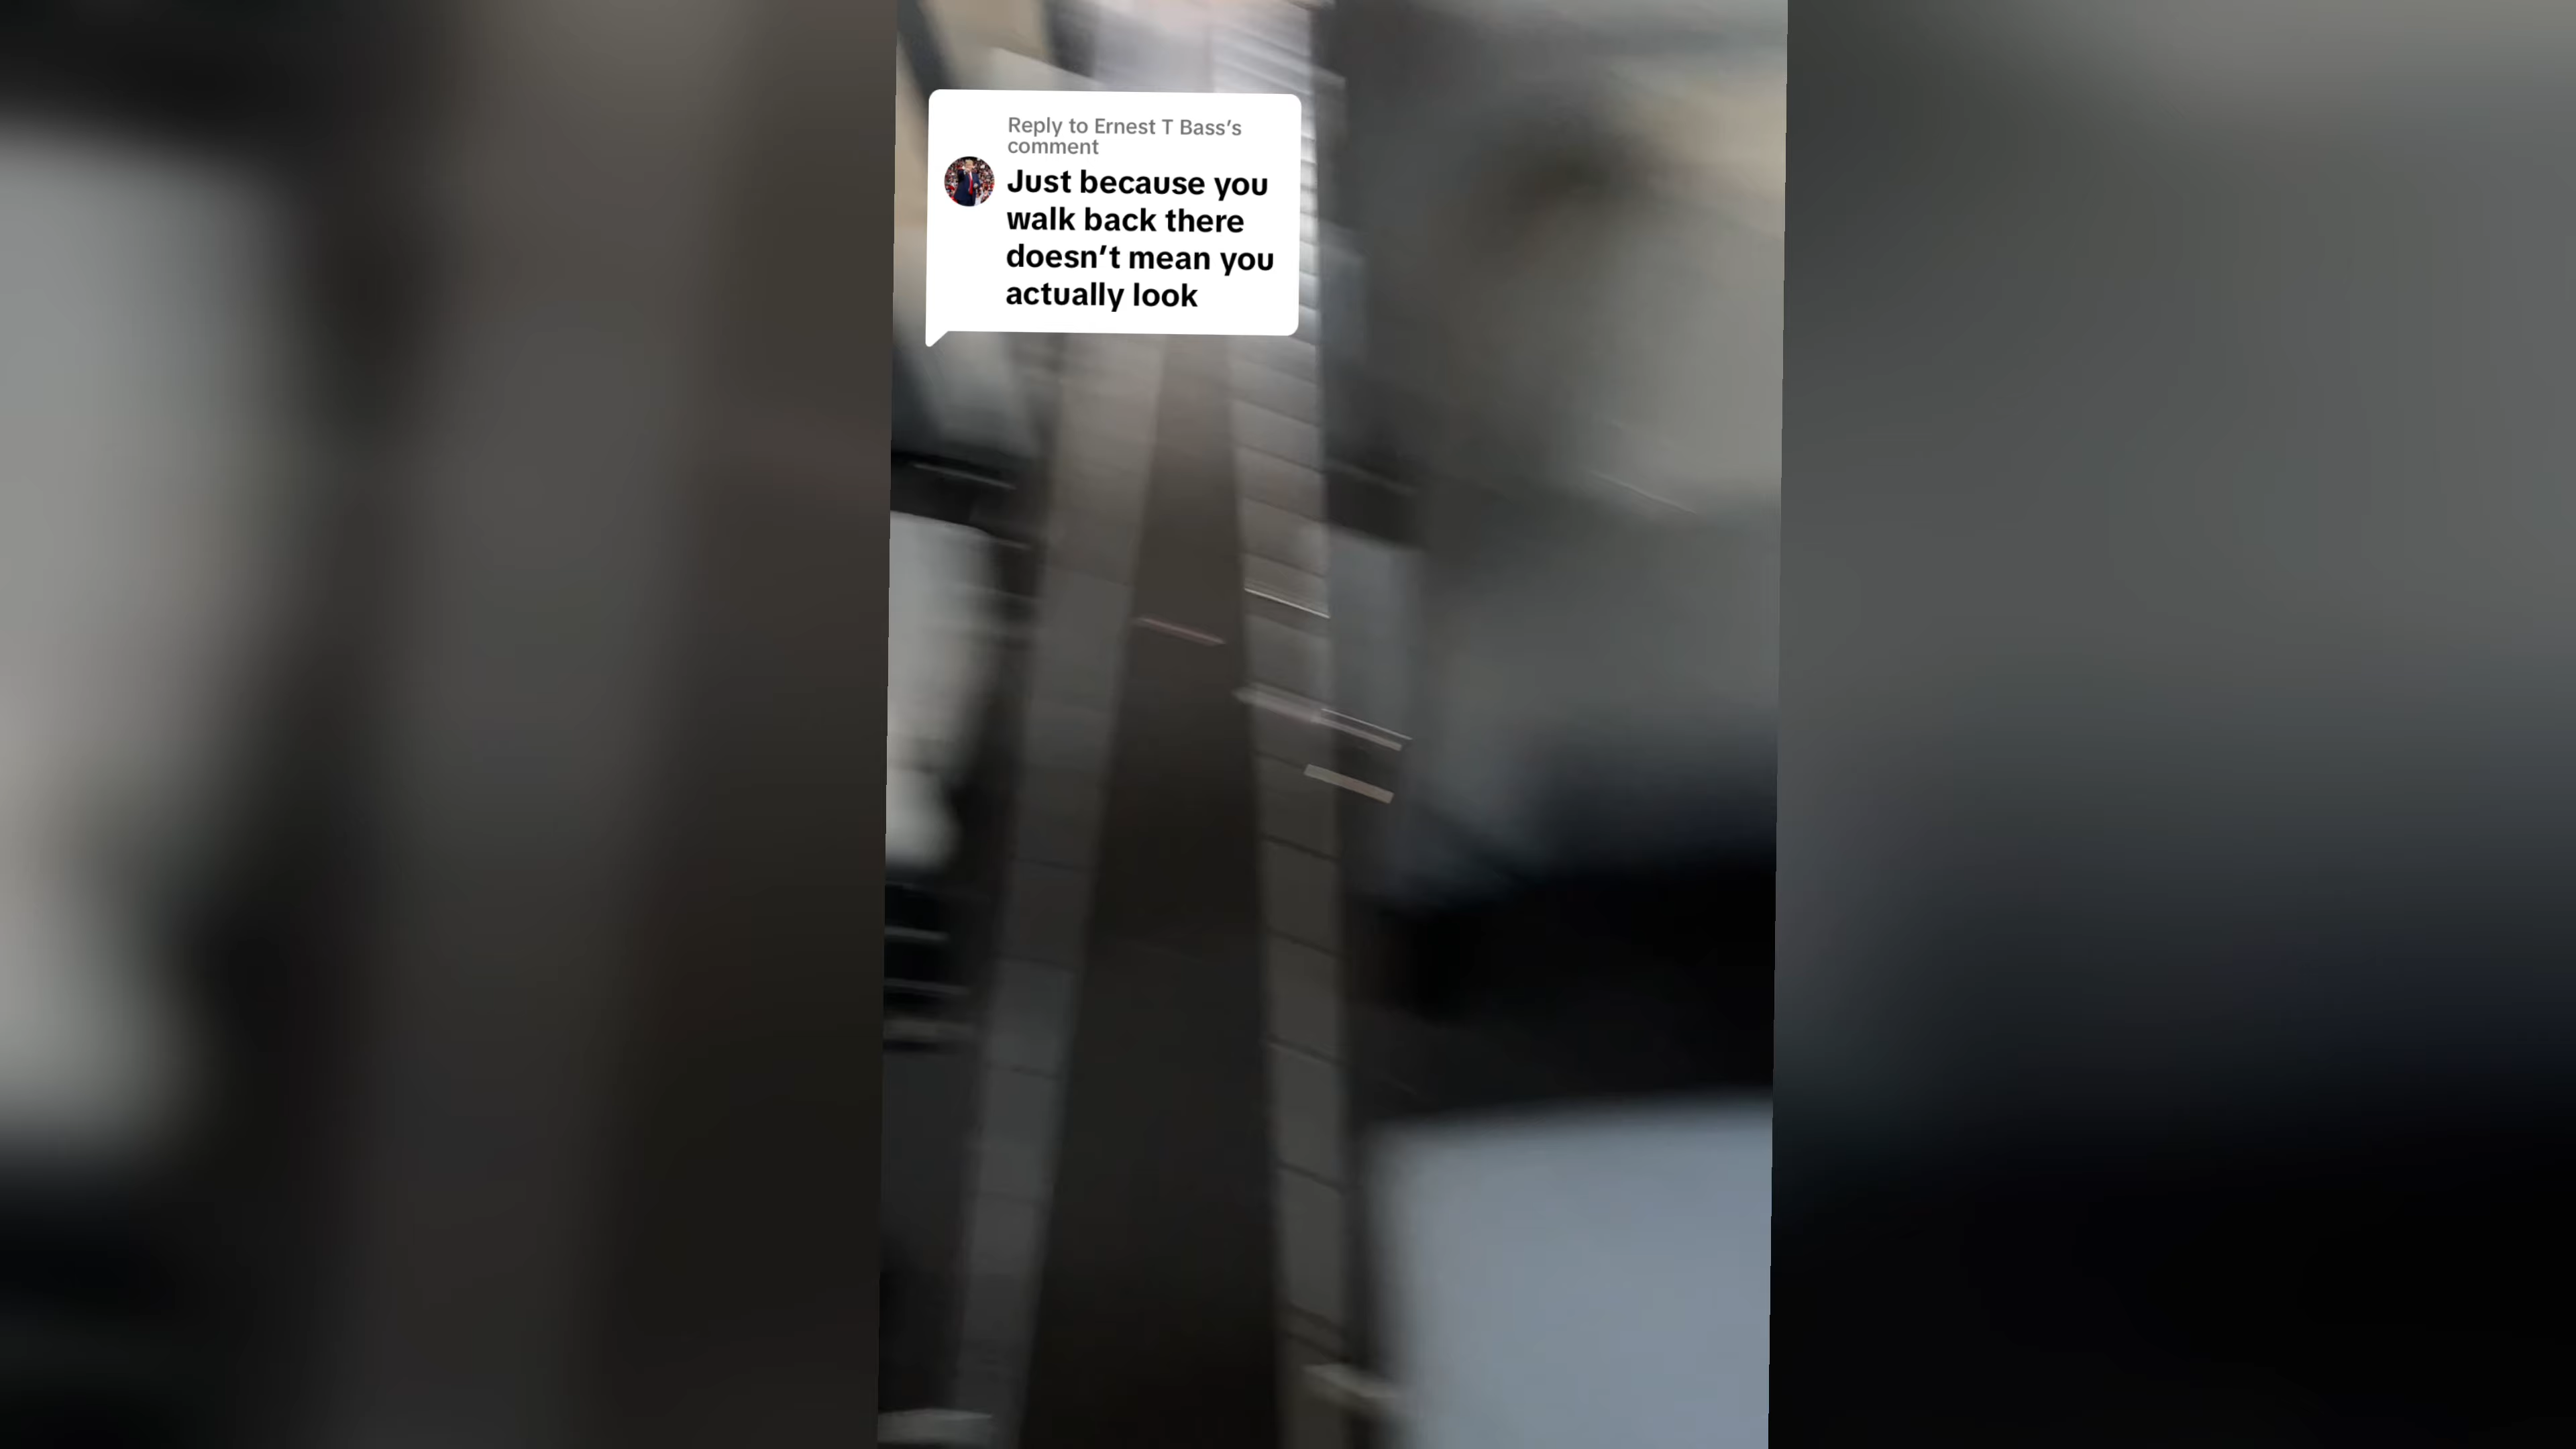 Reply to Ernest T Bass’s
comment
Just because you
walk back there
doesn’t mean you
actually look